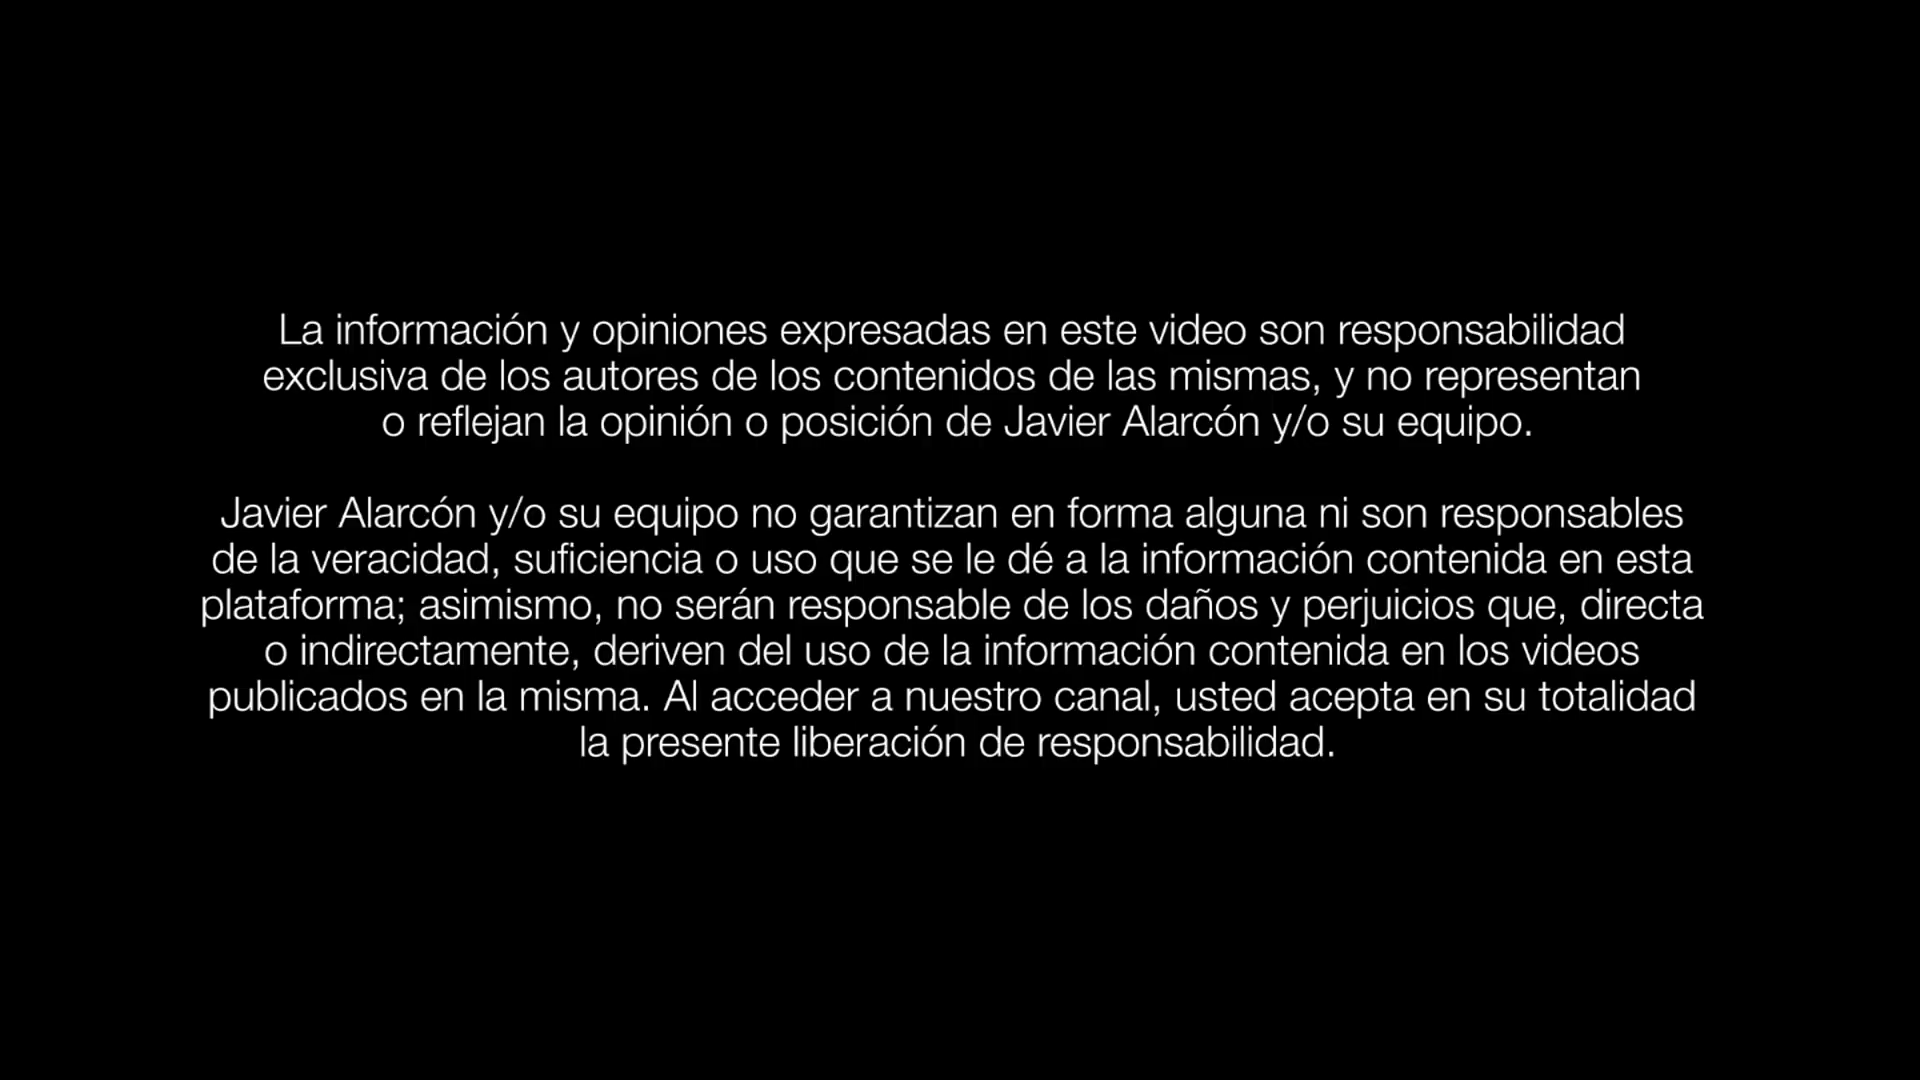 La información y opiniones expresadas en este video son responsabilidad
exclusiva de los autores de los contenidos de las mismas, y no representan
o reflejan la opinión o posición de Javier Alarcón y/o su equipo.
Javier Alarcón y/o su equipo no garantizan en forma alguna ni son responsables
de la veracidad, suficiencia o uso que se le dé a la información contenida en esta
plataforma; asimismo, no serán responsable de los daños y perjuicios que, directa
o indirectamente, deriven del uso de la información contenida en los videos
publicados en la misma. Al acceder a nuestro canal, usted acepta en su totalidad
la presente liberación de responsabilidad.